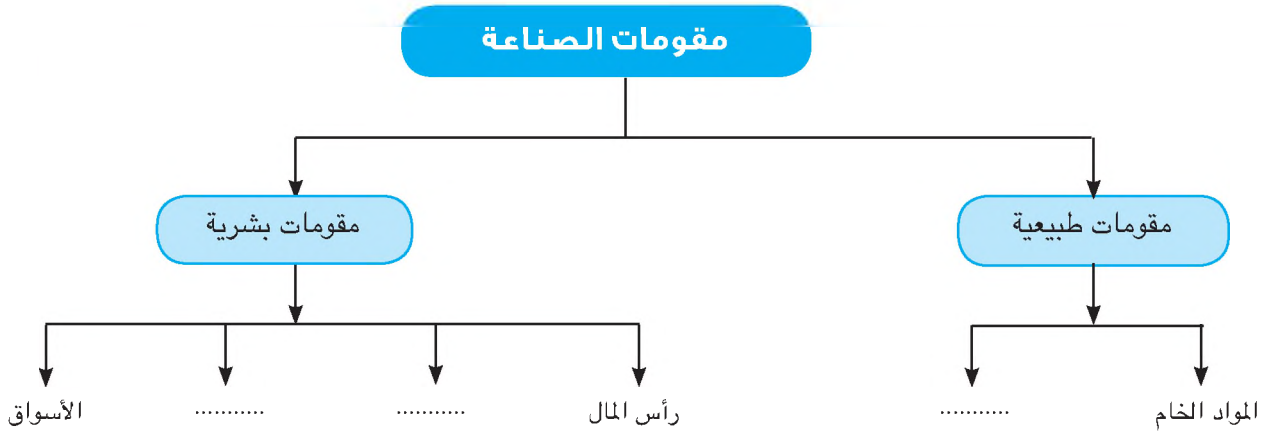 مقومات الصناعة
مقومات طبيعية
مقومات بشرية
المواد الخام
...........
رأس المال
...........
...........
الأسواق